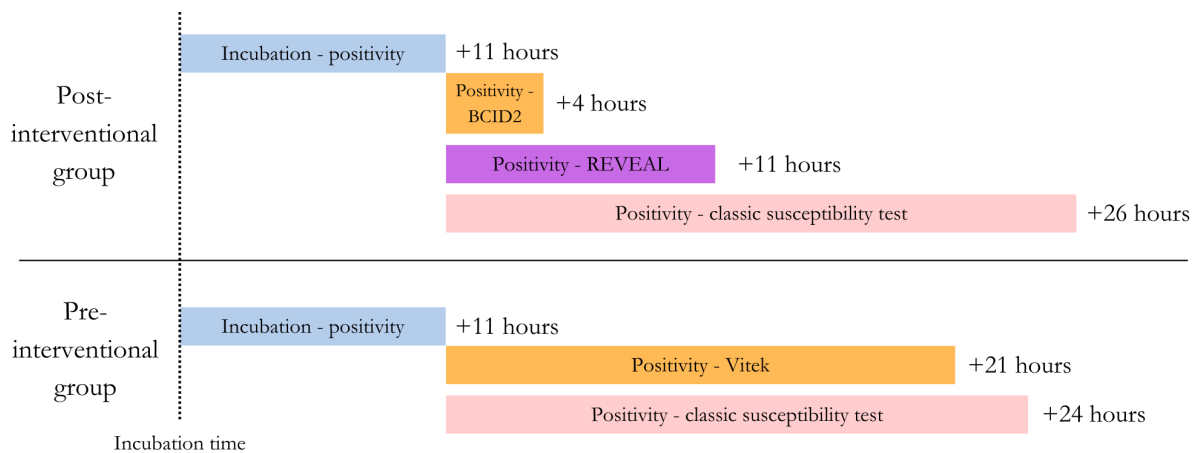 Post-
interventional
group
Incubation - positivity
+11 hours
Positivity -
BCID2
+4 hours
Positivity - REVEAL
+11 hours
Positivity - classic susceptibility test
+26 hours
Pre-
interventional
group
Incubation - positivity
+11 hours
Positivity - Vitek
+21 hours
Positivity - classic susceptibility test
+24 hours
Incubation time